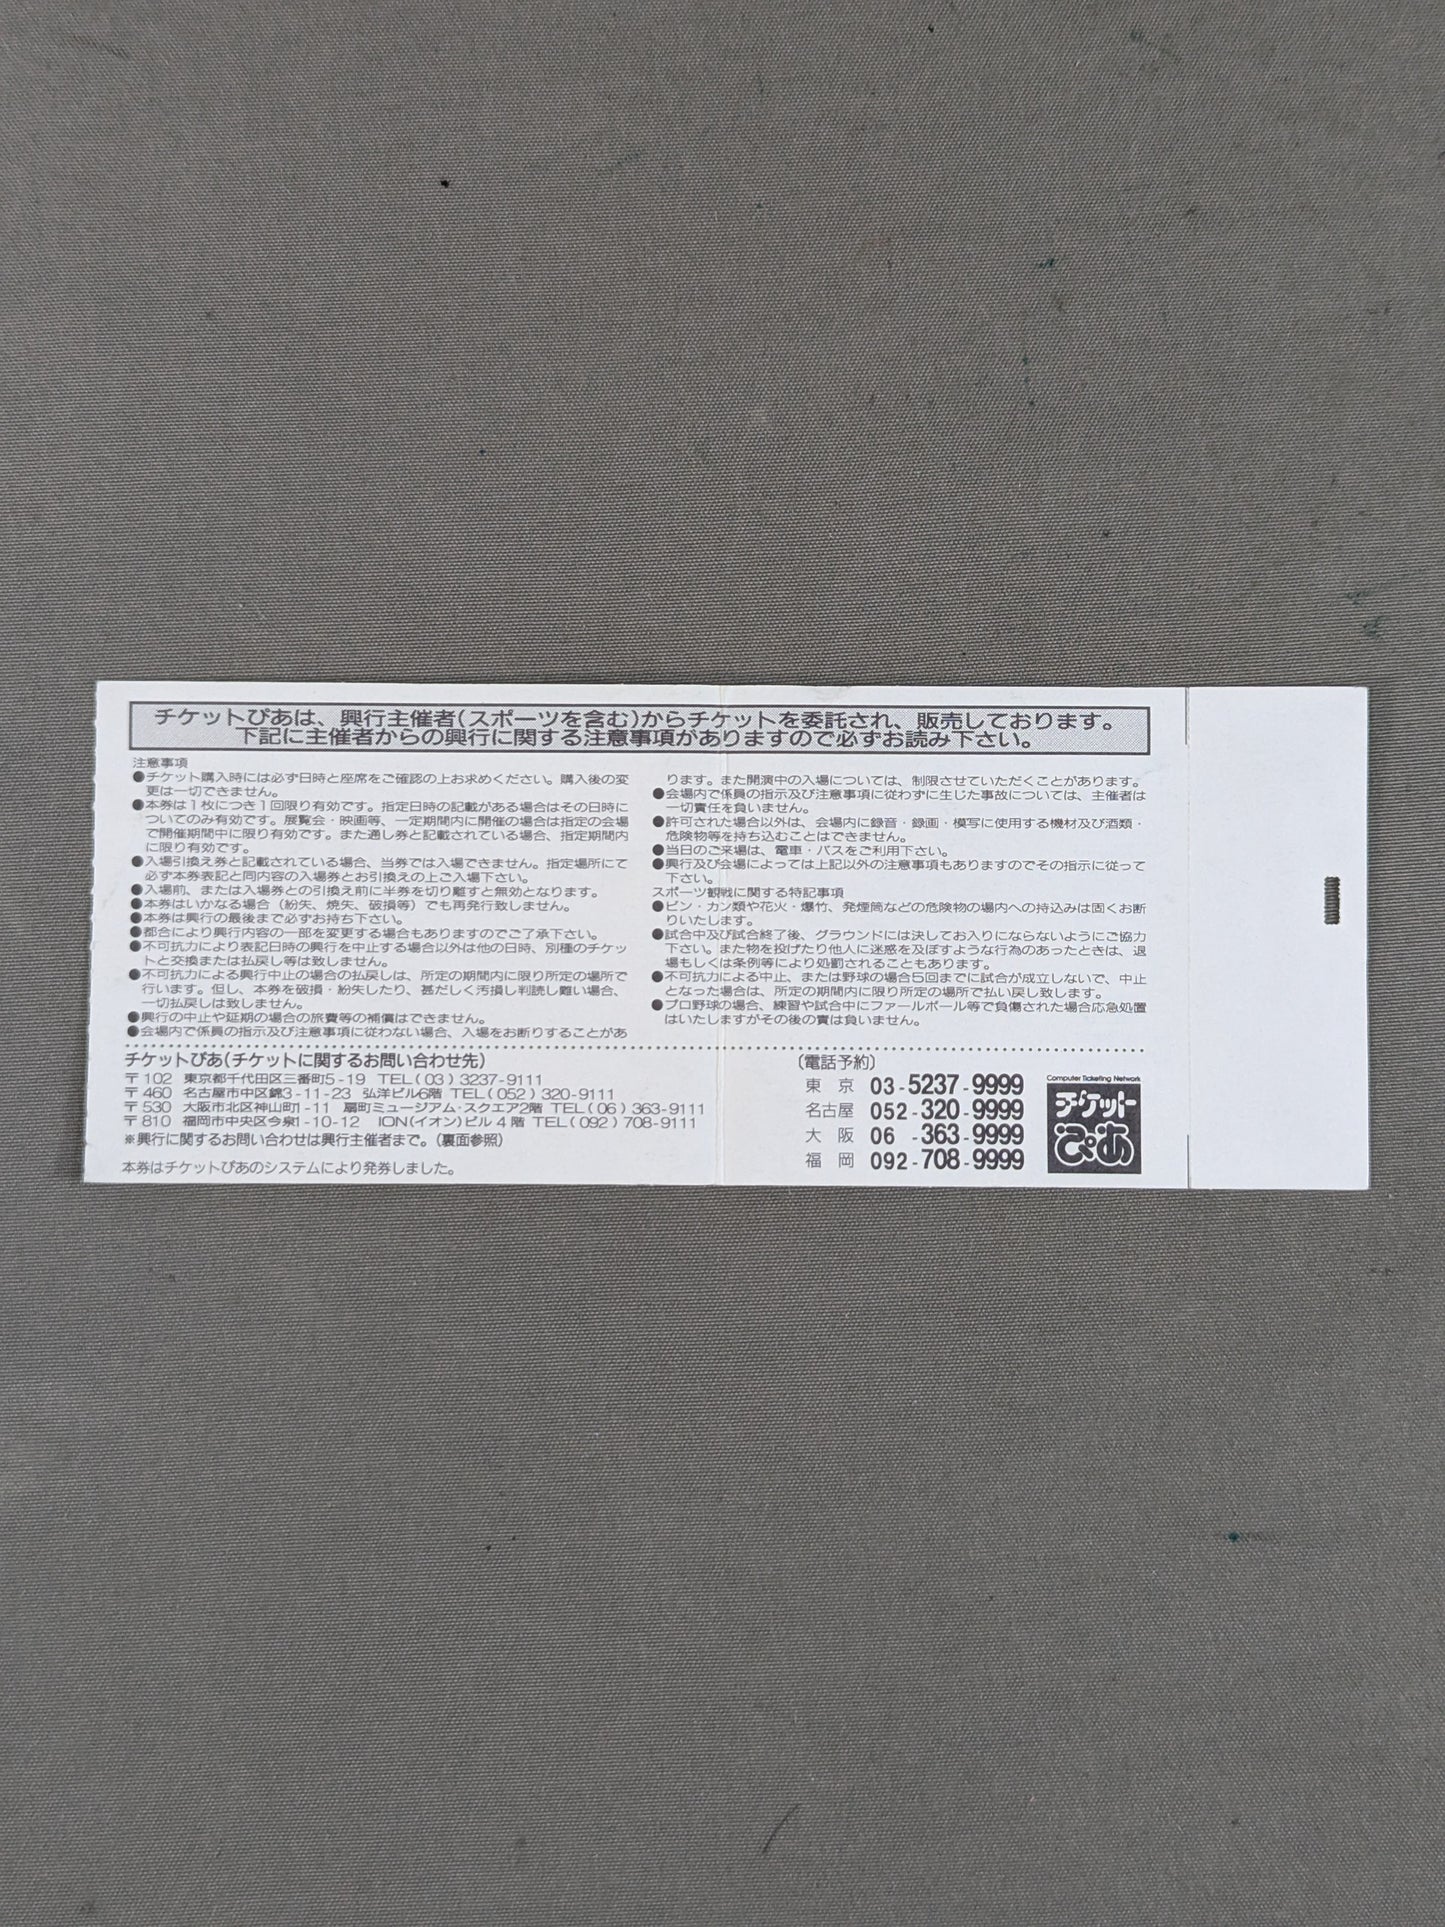 チケットぴあは、興行主催者(スポーツを含む)からチケットを委託され、販売しております。
下記に主催者からの興行に関する注意事項がありますので必ずお読み下さい。
注意事項
●チケット購入時には必ず日時と座席をご確認の上お求めください。購入後の変
更は一切できません。
●本券は1枚につき1回限り有効です。指定日時の記載がある場合はその日時に
ついてのみ有効です。展覧会・映画等、一定期間内に開催の場合は指定の会場
で開催期間中に限り有効です。また通し券と記載されている場合、指定期間内
に限り有効です。
●入場引換え券と記載されている場合、当券では入場できません。指定場所にて
必ず本券表記と同内容の入場券とお引換えの上ご入場下さい。
●入場前、または入場券との引換え前に半券を切り離すと無効となります。
●本券はいかなる場合（紛失、焼失、破損等）でも再発行致しません。
●本券は興行の最後まで必ずお持ち下さい。
●都合により興行内容の一部を変更する場合もありますのでご了承下さい。
●不可抗力により表記日時の興行を中止する場合以外は他の日時、別種のチケッ
トと交換または払戻し等は致しません。
●不可抗力による興行中止の場合の払戻しは、所定の期間内に限り所定の場所で
行います。但し、本券を破損・紛失したり、甚だしく汚損し判読し難い場合、
一切払戻しは致しません。
●興行の中止や延期の場合の旅費等の補償はできません。
●会場内で係員の指示及び注意事項に従わない場合、入場をお断りすることがあ
ります。また開演中の入場については、制限させていただくことがあります。
●会場内で係員の指示及び注意事項に従わずに生じた事故については、主催者は
一切責任を負いません。
●許可された場合以外は、会場内に録音・録画・模写に使用する機材及び酒類・
危険物等を持ち込むことはできません。
●当日のご来場は、電車・バスをご利用下さい。
●興行及び会場によっては上記以外の注意事項もありますのでその指示に従って
下さい。
スポーツ観戦に関する特記事項
●ビン・カン類や花火・爆竹、発煙筒などの危険物の場内への持込みは固くお断
りいたします。
●試合中及び試合終了後、グラウンドには決してお入りにならないようにご協力
下さい。また物を投げたり他人に迷惑を及ぼすような行為のあったときは、退
場もしくは条例等により処罰されることもあります。
●不可抗力による中止、または野球の場合5回までに試合が成立しないで、中止
となった場合は、所定の期間内に限り所定の場所で払い戻し致します。
●プロ野球の場合、練習や試合中にファールボール等で負傷された場合応急処置
はいたしますがその後の責は負いません。
チケットぴあ(チケットに関するお問い合わせ先)
〒102 東京都千代田区三番町5-19 TEL(03)3237-9111
〒460 名古屋市中区錦3-11-23 弘洋ビル6階 TEL(052)320-9111
〒530 大阪市北区神山町1-11 扇町ミュージアム・スクエア2階 TEL(06)363-9111
〒810 福岡市中央区今泉1-10-12 ION(イオン)ビル4階 TEL(092)708-9111
※興行に関するお問い合わせは興行主催者まで。(裏面参照)
本券はチケットぴあのシステムにより発券しました。
〔電話予約〕
東 京 03-5237-9999
名古屋 052-320-9999
大 阪 06-363-9999
福 岡 092-708-9999
Computer Ticketing Network
チケット
ぴあ